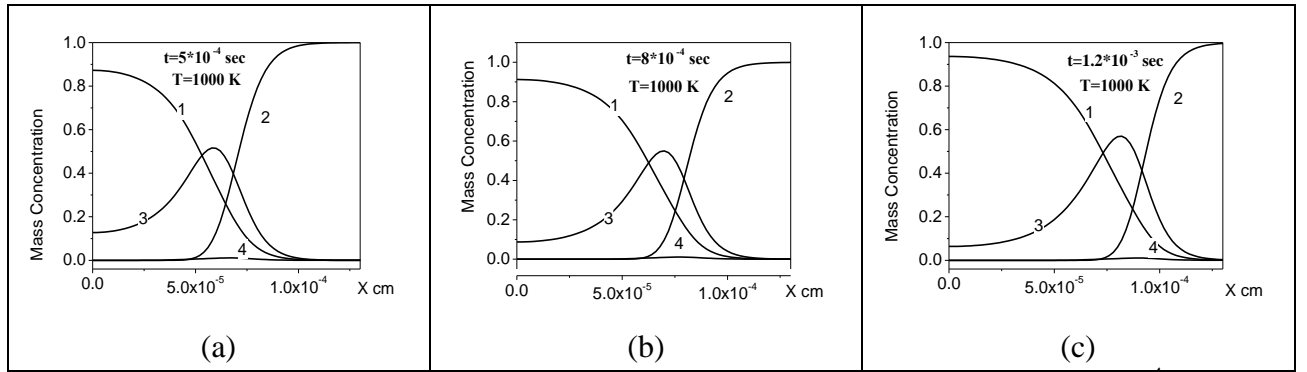 t=5*10⁻⁴ sec
T=1000 K
Mass Concentration
1.0
0.8
0.6
0.4
0.2
0.0
1
2
3
4
0.0
5.0x10⁻⁵
1.0x10⁻⁴
X cm
(a)
t=8*10⁻⁴ sec
T=1000 K
Mass Concentration
1.0
0.8
0.6
0.4
0.2
0.0
1
2
3
4
0.0
5.0x10⁻⁵
1.0x10⁻⁴
X cm
(b)
t=1.2*10⁻³ sec
T=1000 K
Mass Concentration
1.0
0.8
0.6
0.4
0.2
0.0
1
2
3
4
0.0
5.0x10⁻⁵
1.0x10⁻⁴
X cm
(c)